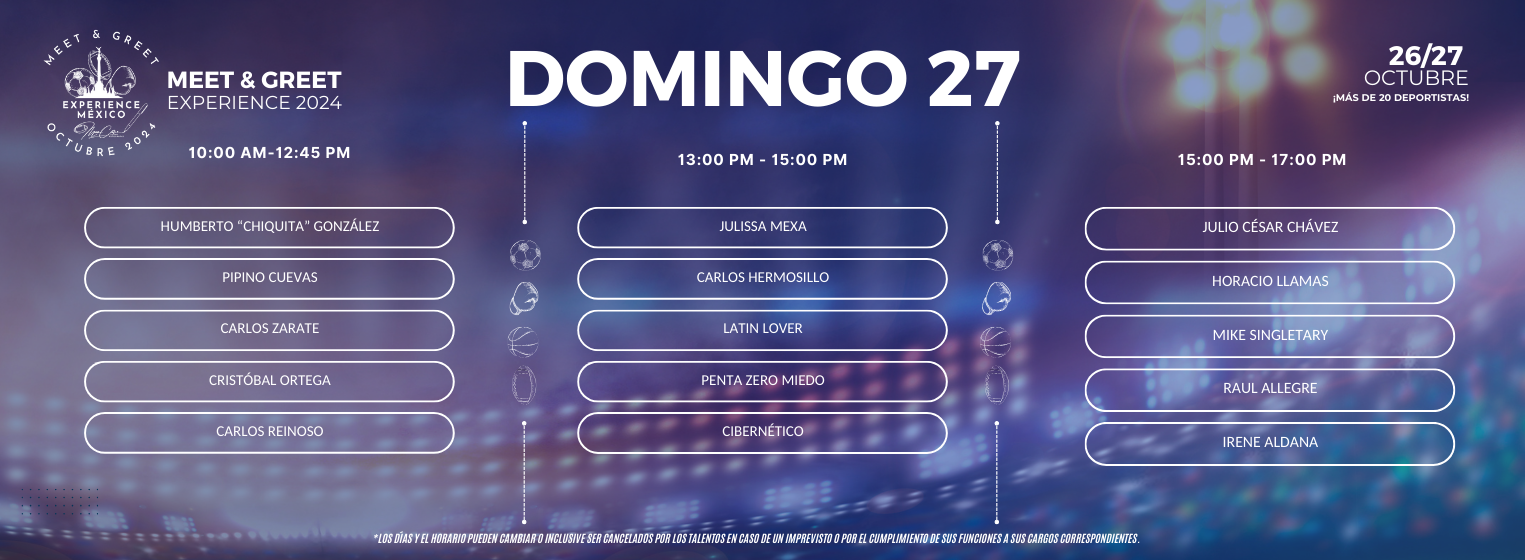 MEET & GREET
EXPERIENCE
MÉXICO
OCTUBRE 2024
MEET & GREET
EXPERIENCE 2024
DOMINGO 27
26/27
OCTUBRE
¡MÁS DE 20 DEPORTISTAS!
10:00 AM-12:45 PM
HUMBERTO “CHIQUITA” GONZÁLEZ
PIPINO CUEVAS
CARLOS ZARATE
CRISTÓBAL ORTEGA
CARLOS REINOSO
13:00 PM - 15:00 PM
JULISSA MEXA
CARLOS HERMOSILLO
LATIN LOVER
PENTA ZERO MIEDO
CIBERNÉTICO
15:00 PM - 17:00 PM
JULIO CÉSAR CHÁVEZ
HORACIO LLAMAS
MIKE SINGLETARY
RAUL ALLEGRE
IRENE ALDANA
*LOS DÍAS Y EL HORARIO PUEDEN CAMBIAR O INCLUSIVE SER CANCELADOS POR LOS TALENTOS EN CASO DE UN IMPREVISTO O POR EL CUMPLIMIENTO DE SUS FUNCIONES A SUS CARGOS CORRESPONDIENTES.